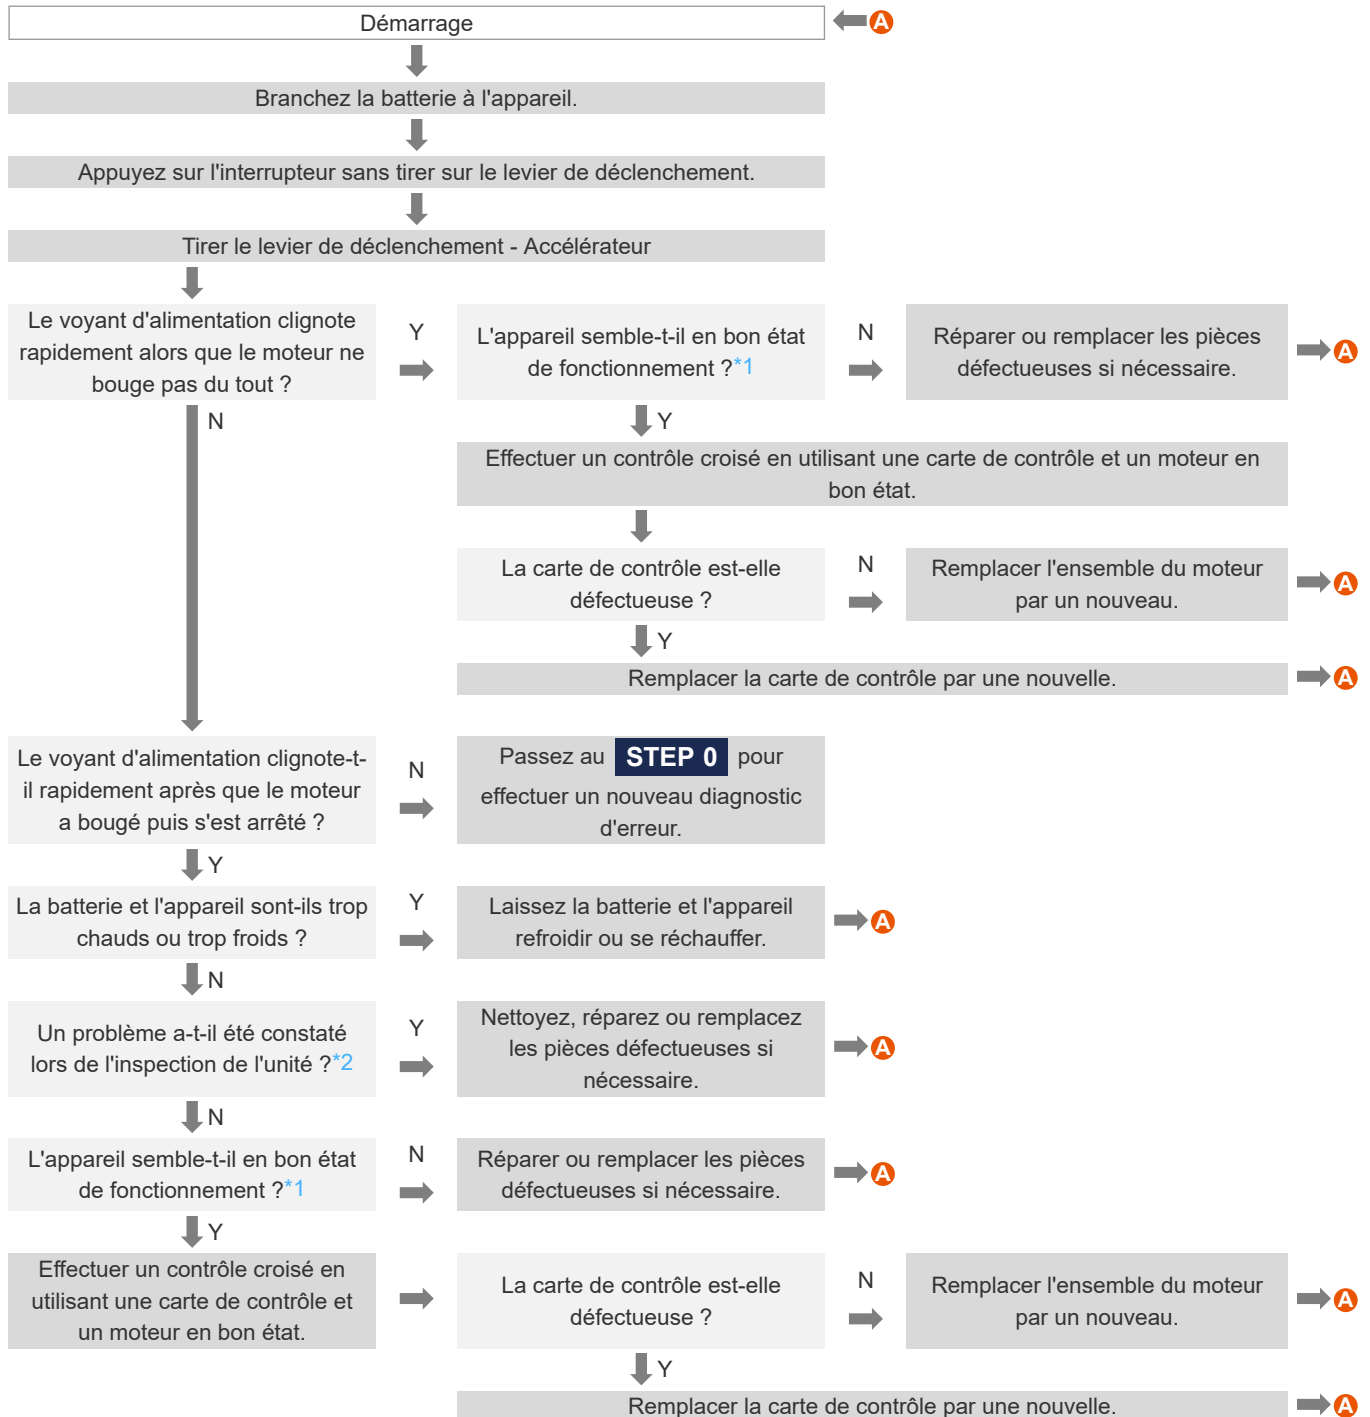 Démarrage
A
Branchez la batterie à l'appareil.
Appuyez sur l'interrupteur sans tirer sur le levier de déclenchement.
Tirer le levier de déclenchement - Accélérateur
Le voyant d'alimentation clignote
rapidement alors que le moteur ne
bouge pas du tout ?
Y
L'appareil semble-t-il en bon état
de fonctionnement ?*1
N
Réparer ou remplacer les pièces
défectueuses si nécessaire.
A
N
Y
Effectuer un contrôle croisé en utilisant une carte de contrôle et un moteur en
bon état.
La carte de contrôle est-elle
défectueuse ?
N
Remplacer l'ensemble du moteur
par un nouveau.
A
Y
Remplacer la carte de contrôle par une nouvelle.
A
Le voyant d'alimentation clignote-t-
il rapidement après que le moteur
a bougé puis s'est arrêté ?
N
Passez au STEP 0 pour
effectuer un nouveau diagnostic
d'erreur.
Y
La batterie et l'appareil sont-ils trop
chauds ou trop froids ?
Y
Laissez la batterie et l'appareil
refroidir ou se réchauffer.
A
N
Un problème a-t-il été constaté
lors de l'inspection de l'unité ?*2
Y
Nettoyez, réparez ou remplacez
les pièces défectueuses si
nécessaire.
A
N
L'appareil semble-t-il en bon état
de fonctionnement ?*1
N
Réparer ou remplacer les pièces
défectueuses si nécessaire.
A
Y
Effectuer un contrôle croisé en
utilisant une carte de contrôle et
un moteur en bon état.
La carte de contrôle est-elle
défectueuse ?
N
Remplacer l'ensemble du moteur
par un nouveau.
A
Y
Remplacer la carte de contrôle par une nouvelle.
A